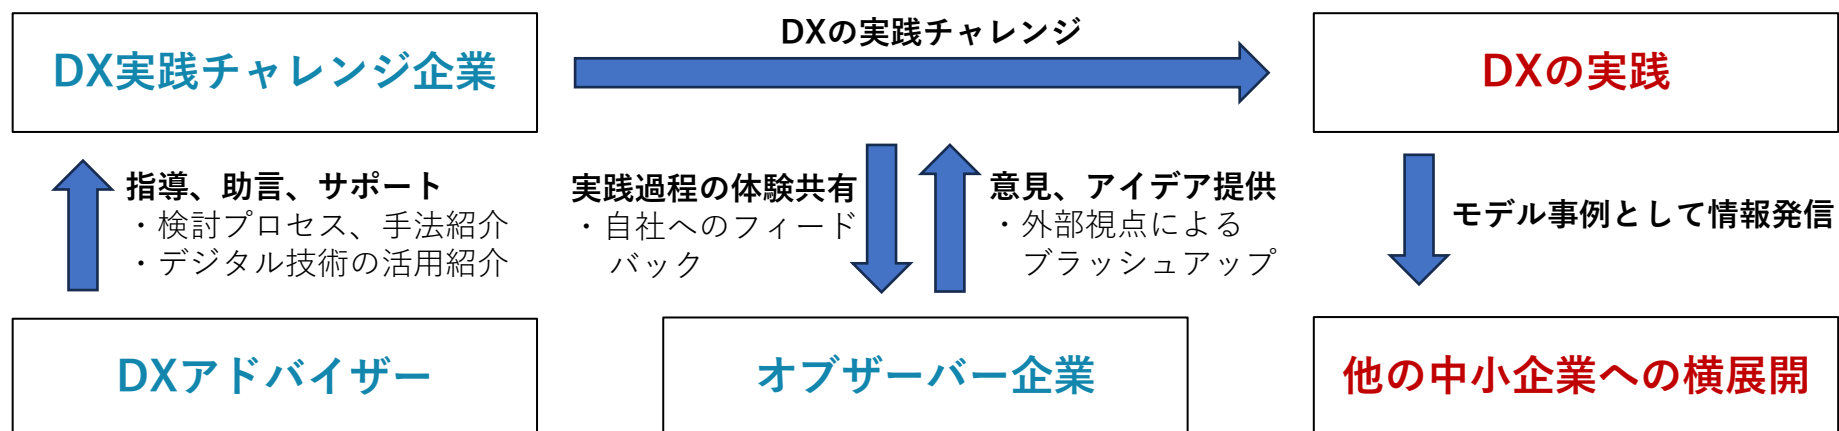 DX実践チャレンジ企業
DXの実践チャレンジ
DXの実践
指導、助言、サポート
・検討プロセス、手法紹介
・デジタル技術の活用紹介
実践過程の体験共有
・自社へのフィード
バック
意見、アイデア提供
・外部視点による
ブラッシュアップ
モデル事例として情報発信
DXアドバイザー
オブザーバー企業
他の中小企業への横展開